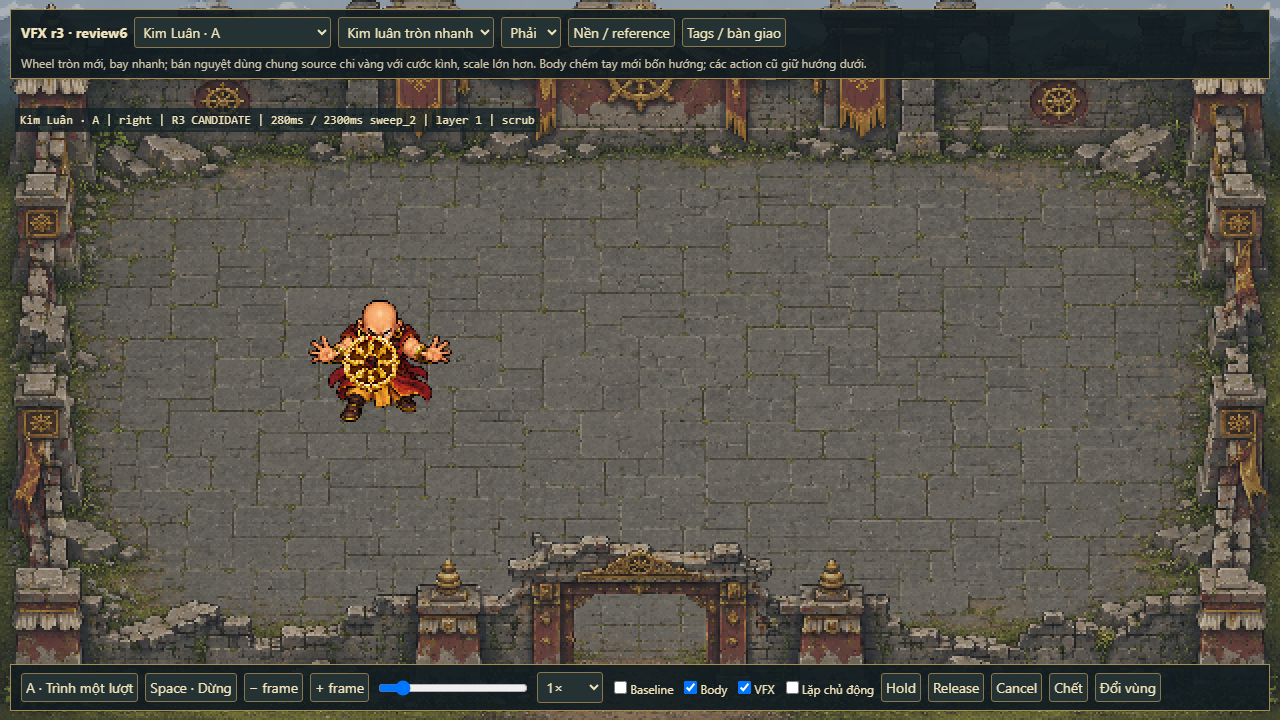 VFX r3 · review6 Kim Luân · A Kim luân tròn nhanh Phải Nền / reference Tags / bàn giao
Wheel tròn mới, bay nhanh; bán nguyệt dùng chung source chi vàng với cước kình, scale lớn hơn. Body chém tay mới bốn hướng; các action cũ giữ hướng dưới.
Kim Luân · A | right | R3 CANDIDATE | 280ms / 2300ms sweep_2 | layer 1 | scrub
A · Trình một lượt Space · Dừng − frame + frame 1× Baseline Body VFX Lặp chủ động Hold Release Cancel Chết Đổi vùng